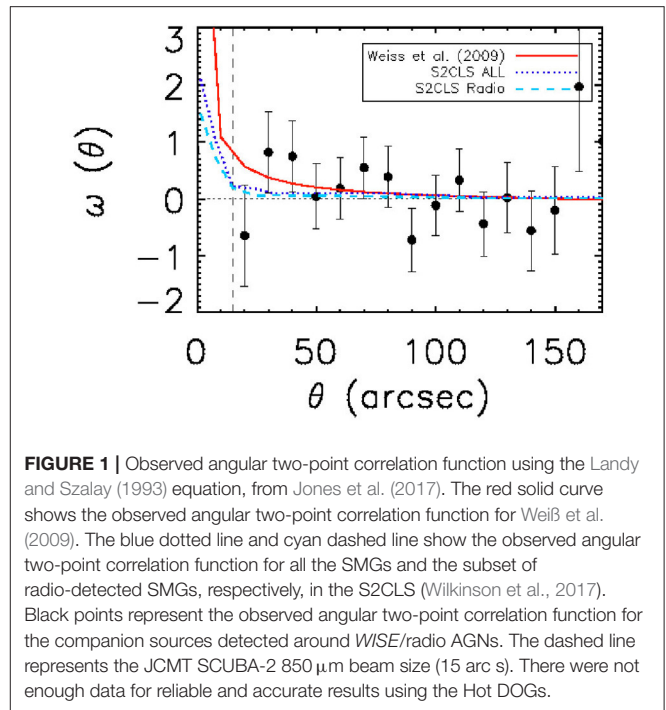 3
2
1
0
−1
−2
ω (θ)
Weiss et al. (2009)
S2CLS ALL
S2CLS Radio
0 50 100 150
θ (arcsec)
FIGURE 1 | Observed angular two-point correlation function using the Landy
and Szalay (1993) equation, from Jones et al. (2017). The red solid curve
shows the observed angular two-point correlation function for Weiß et al.
(2009). The blue dotted line and cyan dashed line show the observed angular
two-point correlation function for all the SMGs and the subset of
radio-detected SMGs, respectively, in the S2CLS (Wilkinson et al., 2017).
Black points represent the observed angular two-point correlation function for
the companion sources detected around WISE/radio AGNs. The dashed line
represents the JCMT SCUBA-2 850 μm beam size (15 arc s). There were not
enough data for reliable and accurate results using the Hot DOGs.